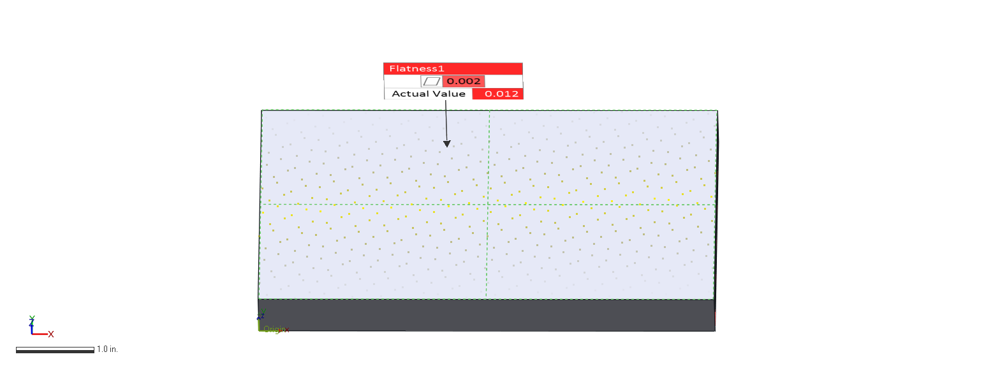 Flatness1
0.002
Actual Value 0.012
Y
Z
X
Z
Origin x
1.0 in.